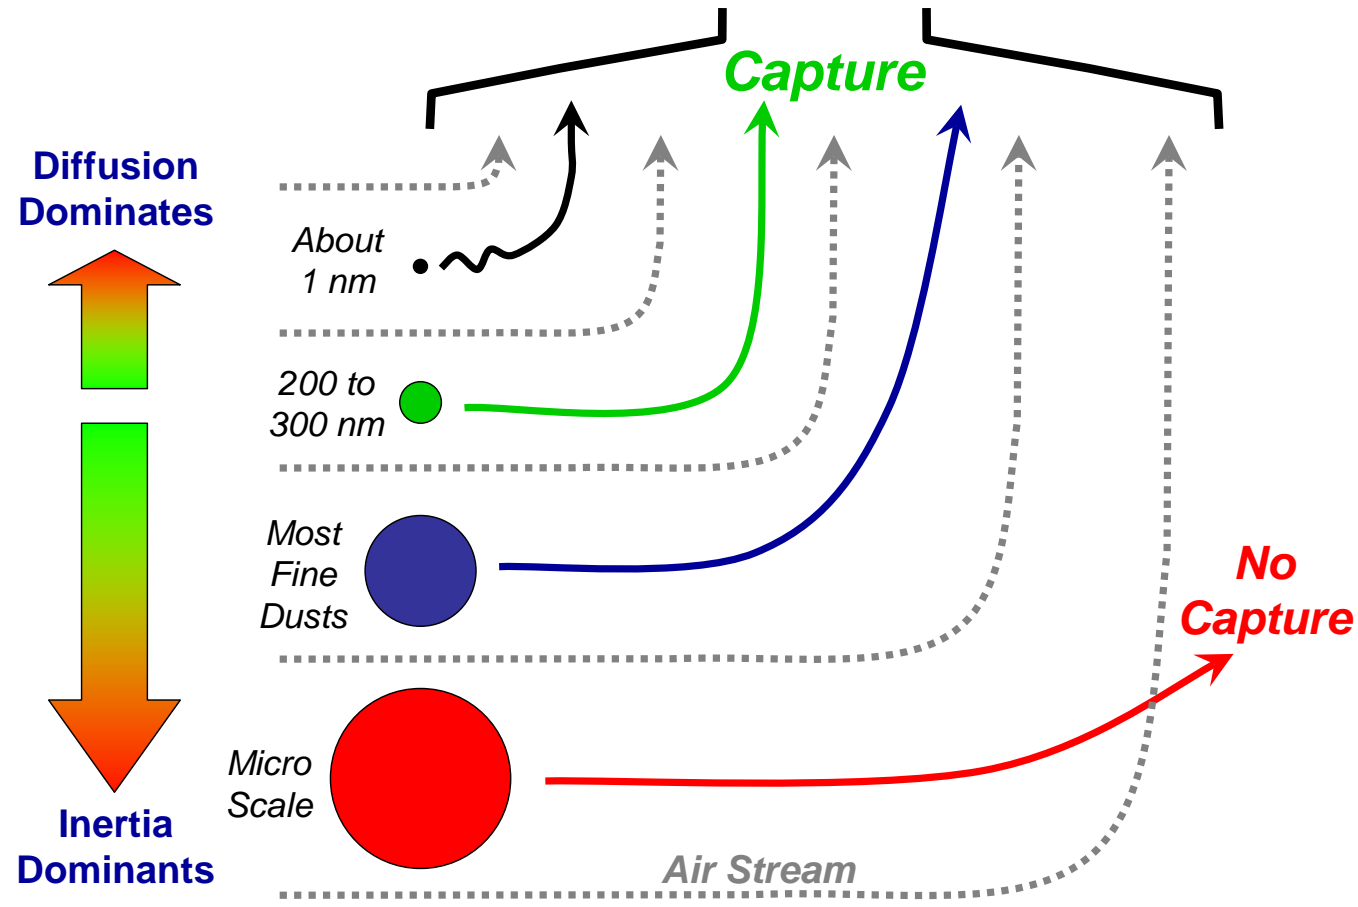 Capture
Diffusion
Dominates
About
1 nm
200 to
300 nm
Most
Fine
Dusts
No
Capture
Micro
Scale
Inertia
Dominants
Air Stream